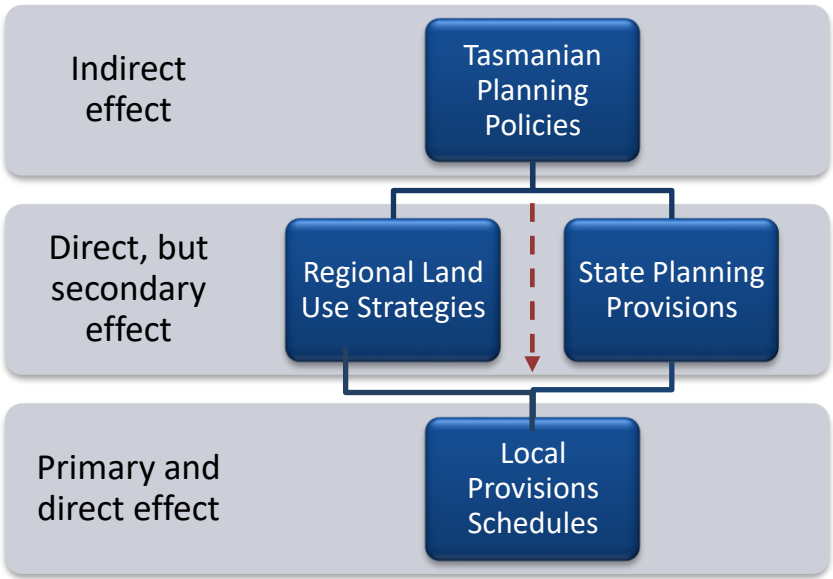 Indirect
effect
Tasmanian
Planning
Policies
Direct, but
secondary
effect
Regional Land
Use Strategies
State Planning
Provisions
Primary and
direct effect
Local
Provisions
Schedules